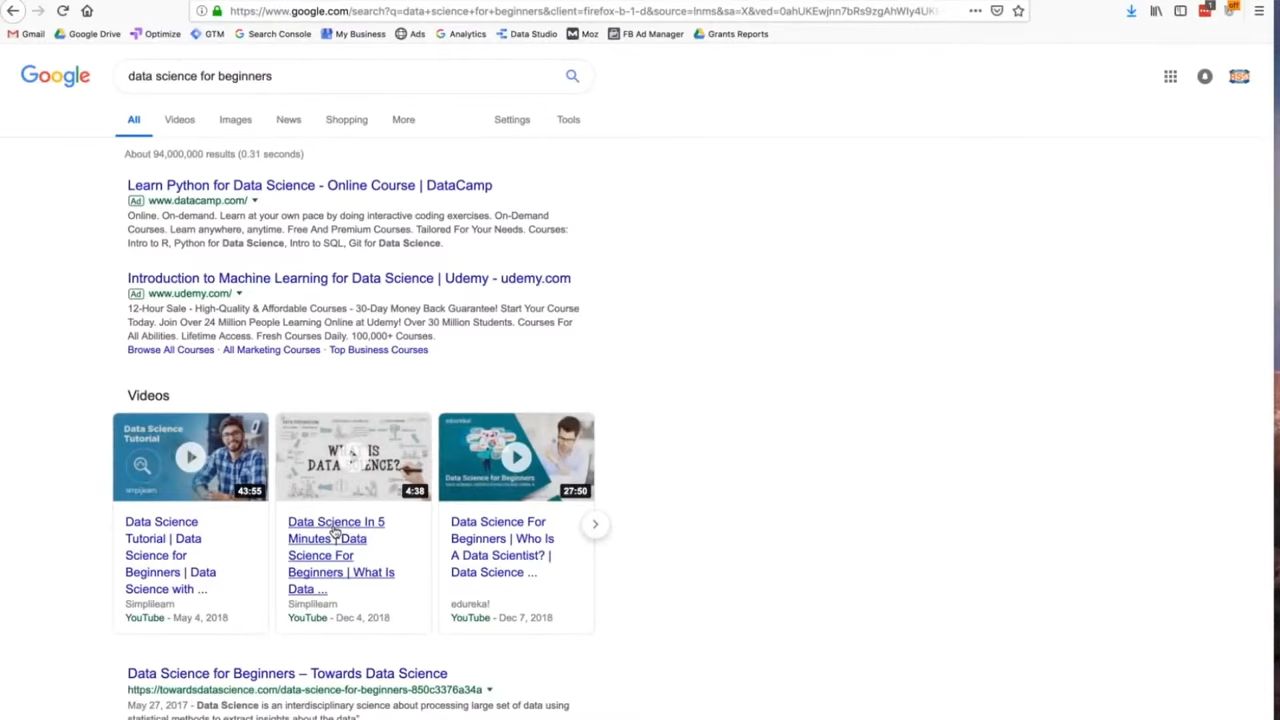 https://www.google.com/search?q=data+science+for+beginners&client=firefox-b-1-d&source=lnms&sa=X&ved=0ahUKEwjnn7bRs9zgAhWIy4UK
Gmail Google Drive Optimize GTM Search Console My Business Ads Analytics Data Studio Moz FB Ad Manager Grants Reports
Google data science for beginners
All Videos Images News Shopping More Settings Tools
About 94,000,000 results (0.31 seconds)
Learn Python for Data Science - Online Course | DataCamp
Ad www.datacamp.com/
Online. On-demand. Learn at your own pace by doing interactive coding exercises. On-Demand
Courses. Learn anywhere, anytime. Free And Premium Courses. Tailored For Your Needs. Courses:
Intro to R, Python for Data Science, Intro to SQL, Git for Data Science.
Introduction to Machine Learning for Data Science | Udemy - udemy.com
Ad www.udemy.com/
12-Hour Sale - High-Quality & Affordable Courses - 30-Day Money Back Guarantee! Start Your Course
Today. Join Over 24 Million People Learning Online at Udemy! Over 30 Million Students. Courses For
All Abilities. Lifetime Access. Fresh Courses Daily. 100,000+ Courses.
Browse All Courses · All Marketing Courses · Top Business Courses
Videos
Data Science
Tutorial
simplilearn
43:55
WHAT IS
DATA SCIENCE?
4:38
edureka!
Data Science for Beginners
27:50
Data Science
Tutorial | Data
Science for
Beginners | Data
Science with ...
Simplilearn
YouTube - May 4, 2018
Data Science In 5
Minutes | Data
Science For
Beginners | What Is
Data ...
Simplilearn
YouTube - Dec 4, 2018
Data Science For
Beginners | Who Is
A Data Scientist? |
Data Science ...
edureka!
YouTube - Dec 7, 2018
Data Science for Beginners – Towards Data Science
https://towardsdatascience.com/data-science-for-beginners-850c3376a34a
May 27, 2017 - Data Science is an interdisciplinary science about processing large set of data using
statistical methods to extract insights about the data"